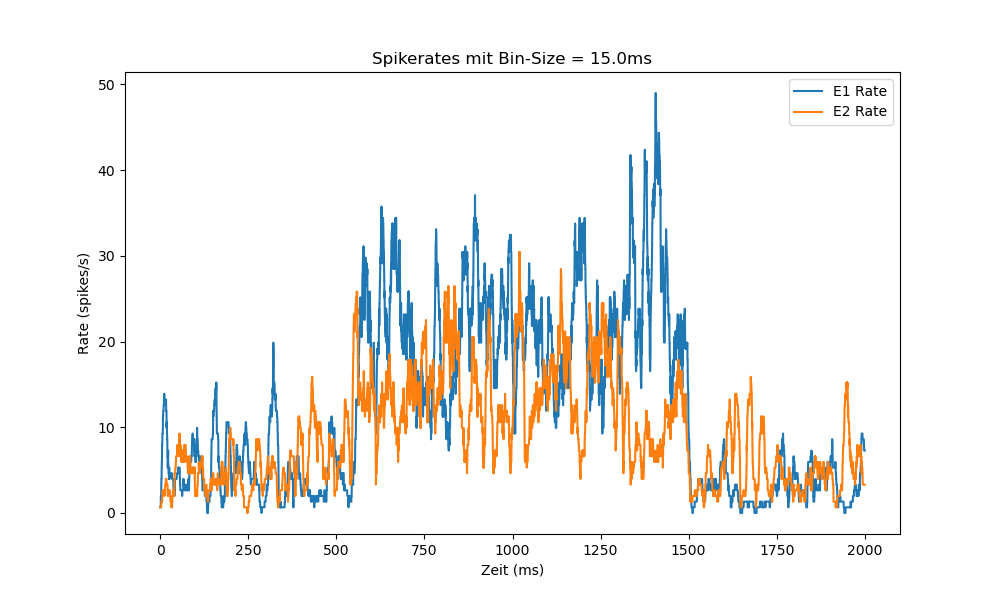 Spikerates mit Bin-Size = 15.0ms
E1 Rate
E2 Rate
50
40
30
20
10
0
Rate (spikes/s)
0 250 500 750 1000 1250 1500 1750 2000
Zeit (ms)